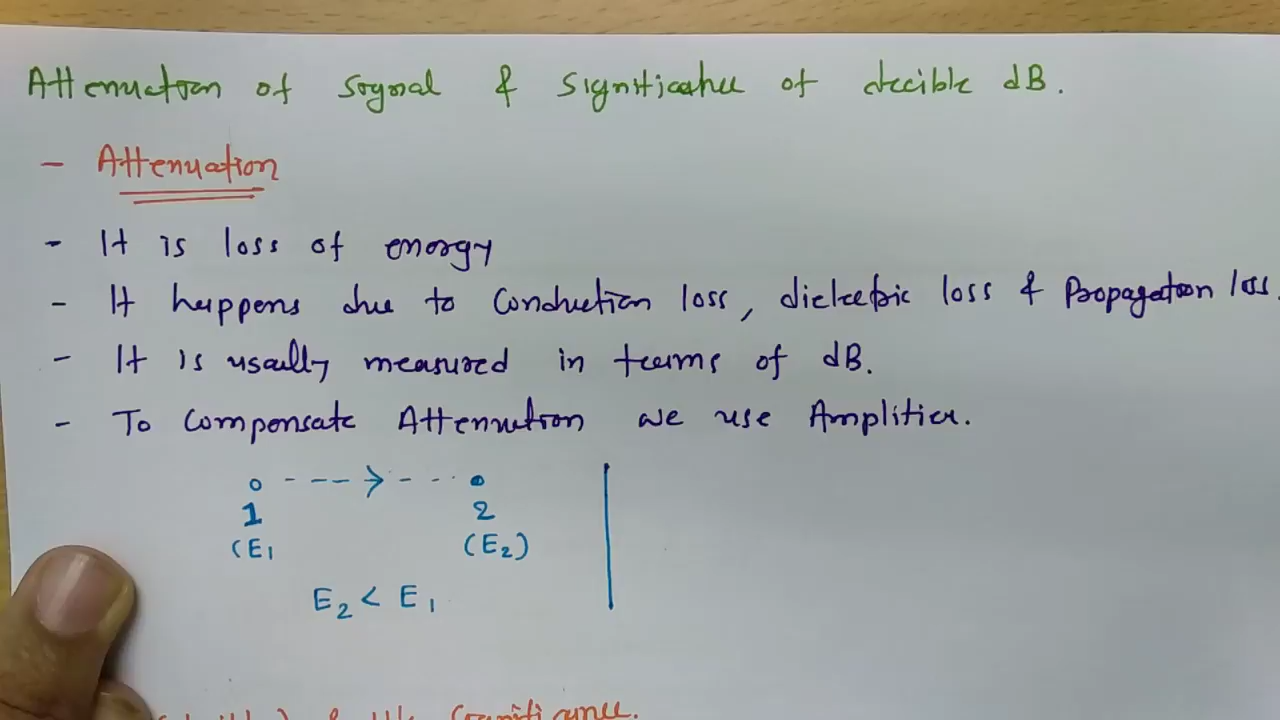 Attenuation of signal & significance of decible dB.
- Attenuation
- It is loss of energy
- It happens due to Conduction loss, dielectric loss & Propagation loss.
- It is usually measured in terms of dB.
- To Compensate Attenuation we use Amplifier.
1 2
(E1 (E2)
E2 < E1